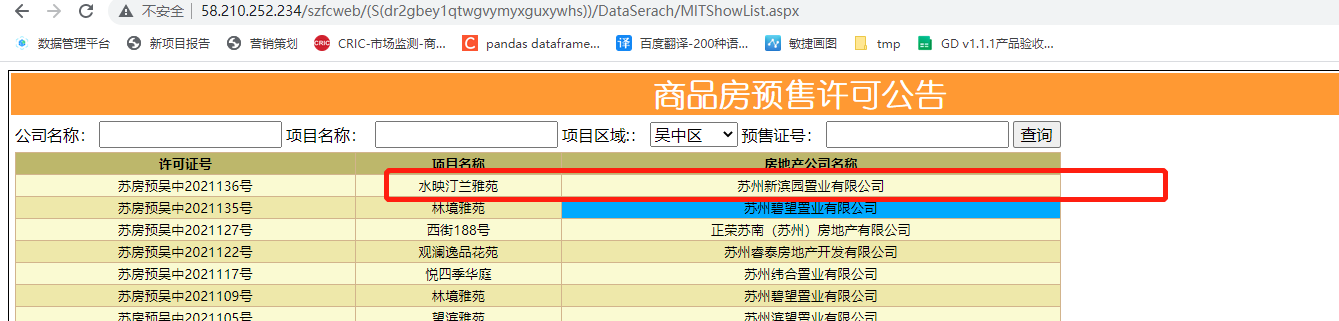 不安全 | 58.210.252.234/szfcweb/(S(dr2gbey1qtwgvymyxguxywhs))/DataSerach/MITShowList.aspx
数据管理平台 新项目报告 营销策划 CRIC CRIC-市场监测-商... C pandas dataframe... 译 百度翻译-200种语... 敏捷画图 tmp GD v1.1.1产品验收...
商品房预售许可公告
公司名称: 项目名称: 项目区域:: 吴中区 预售证号: 查询
许可证号 项目名称 房地产公司名称
苏房预吴中2021136号 水映汀兰雅苑 苏州新滨园置业有限公司
苏房预吴中2021135号 林境雅苑 苏州碧望置业有限公司
苏房预吴中2021127号 西街188号 正荣苏南(苏州)房地产有限公司
苏房预吴中2021122号 观澜逸品花苑 苏州睿泰房地产开发有限公司
苏房预吴中2021117号 悦四季华庭 苏州纬合置业有限公司
苏房预吴中2021109号 林境雅苑 苏州碧望置业有限公司
苏房预吴中2021105号 望滨雅苑 苏州滨望置业有限公司